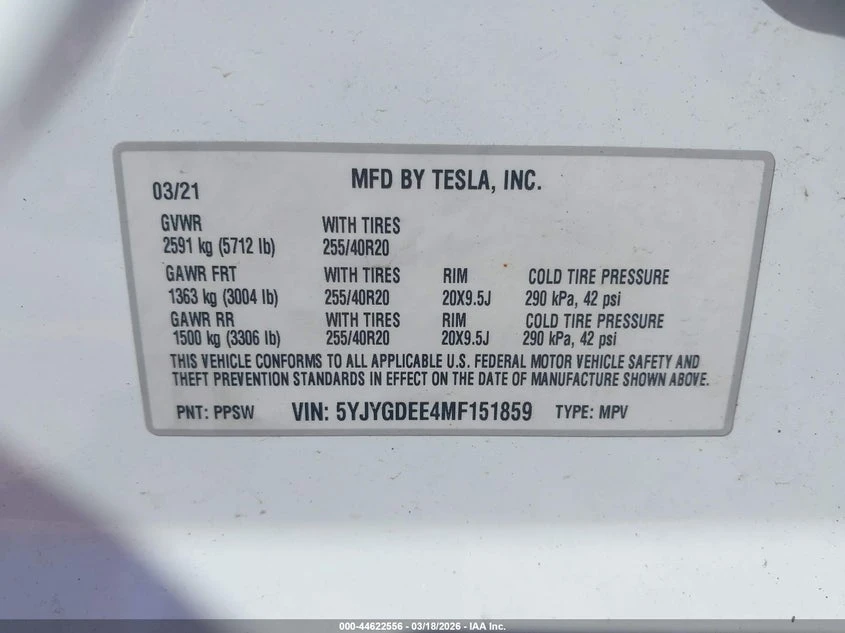 MFD BY TESLA, INC.
03/21
GVWR WITH TIRES
2591 kg (5712 lb) 255/40R20
GAWR FRT WITH TIRES RIM COLD TIRE PRESSURE
1363 kg (3004 lb) 255/40R20 20X9.5J 290 kPa, 42 psi
GAWR RR WITH TIRES RIM COLD TIRE PRESSURE
1500 kg (3306 lb) 255/40R20 20X9.5J 290 kPa, 42 psi
THIS VEHICLE CONFORMS TO ALL APPLICABLE U.S. FEDERAL MOTOR VEHICLE SAFETY AND
THEFT PREVENTION STANDARDS IN EFFECT ON THE DATE OF MANUFACTURE SHOWN ABOVE.
PNT: PPSW VIN: 5YJYGDEE4MF151859 TYPE: MPV
000-44622556 - 03/18/2026 - IAA Inc.